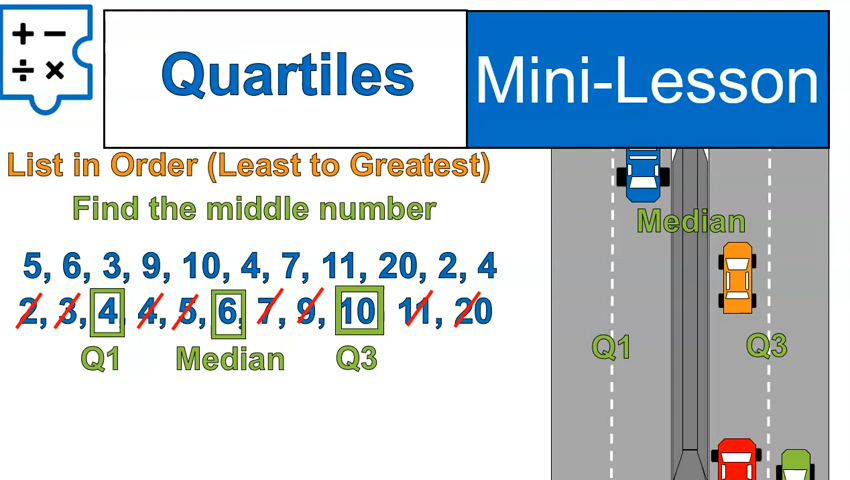 + −
÷ ×
Quartiles
Mini-Lesson
List in Order (Least to Greatest)
Find the middle number
5, 6, 3, 9, 10, 4, 7, 11, 20, 2, 4
2, 3, 4, 4, 5, 6, 7, 9, 10, 11, 20
Q1 Median Q3
Median
Q1 Q3